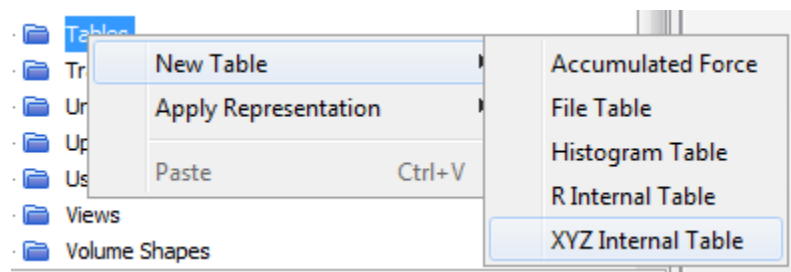 Tables
New Table
Apply Representation
Paste Ctrl+V
Views
Volume Shapes
Accumulated Force
File Table
Histogram Table
R Internal Table
XYZ Internal Table